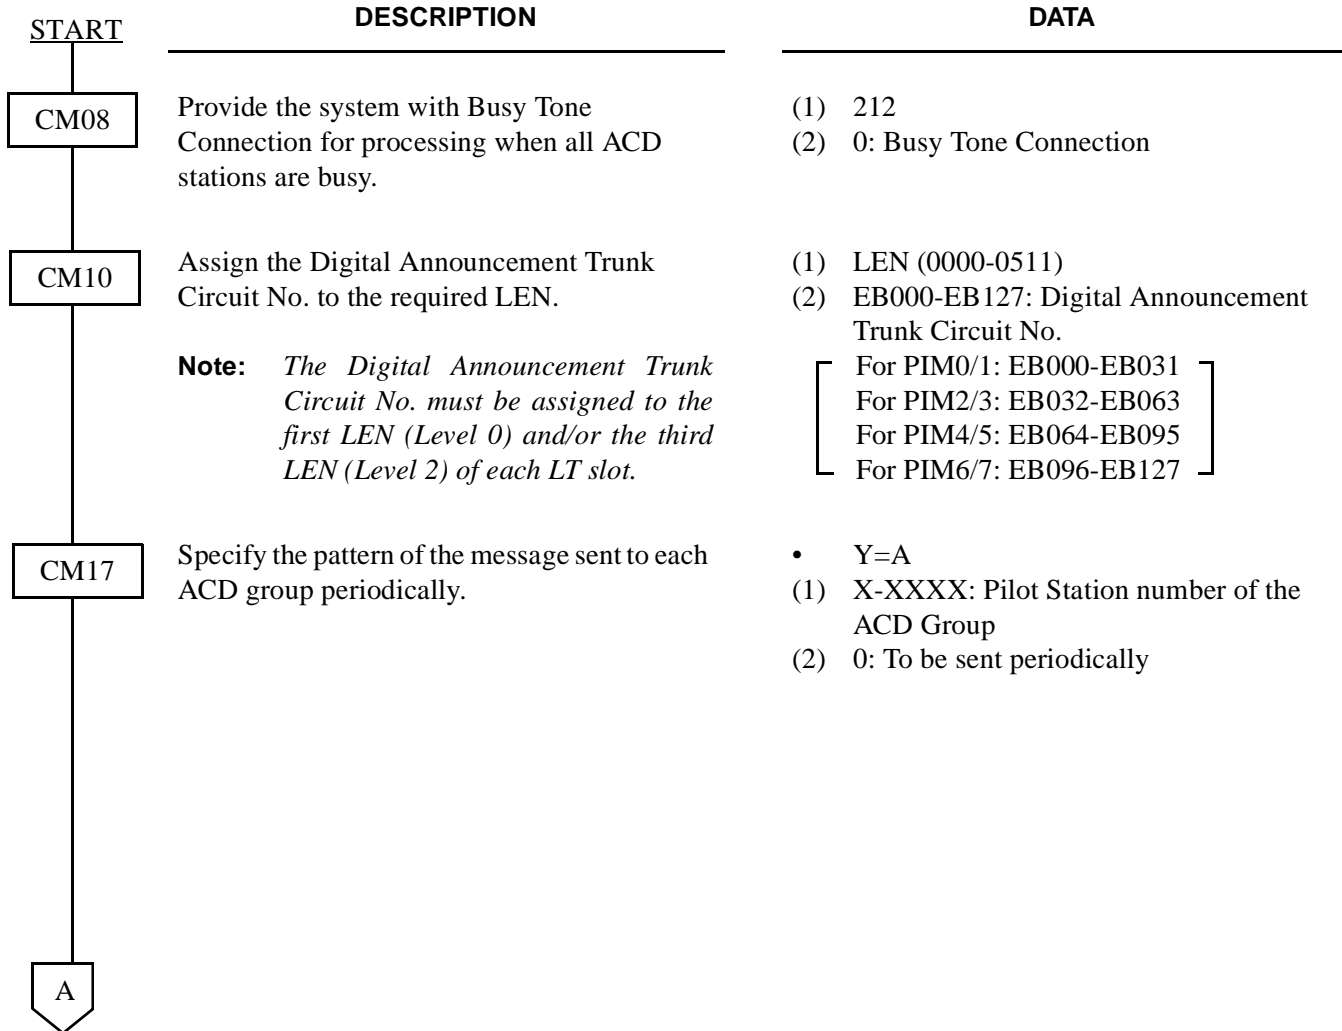 START
DESCRIPTION
DATA
CM08
Provide the system with Busy Tone
Connection for processing when all ACD
stations are busy.
(1) 212
(2) 0: Busy Tone Connection
CM10
Assign the Digital Announcement Trunk
Circuit No. to the required LEN.
Note: The Digital Announcement Trunk
Circuit No. must be assigned to the
first LEN (Level 0) and/or the third
LEN (Level 2) of each LT slot.
(1) LEN (0000-0511)
(2) EB000-EB127: Digital Announcement
Trunk Circuit No.
For PIM0/1: EB000-EB031
For PIM2/3: EB032-EB063
For PIM4/5: EB064-EB095
For PIM6/7: EB096-EB127
CM17
Specify the pattern of the message sent to each
ACD group periodically.
• Y=A
(1) X-XXXX: Pilot Station number of the
ACD Group
(2) 0: To be sent periodically
A